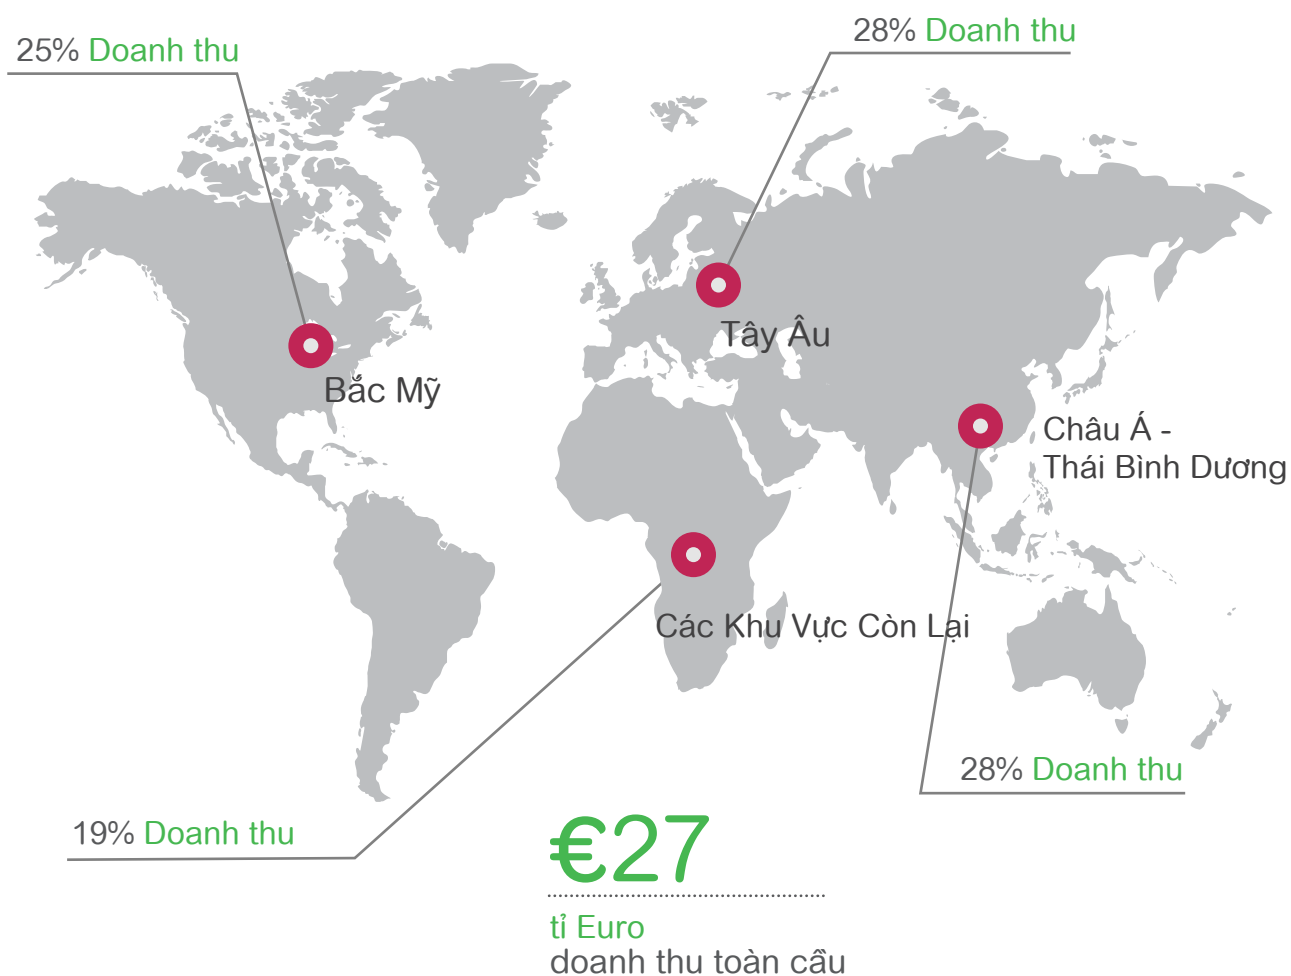 28% Doanh thu
25% Doanh thu
Tây Âu
Bắc Mỹ
Châu Á -
Thái Bình Dương
Các Khu Vực Còn Lại
28% Doanh thu
19% Doanh thu
€27
tỉ Euro
doanh thu toàn cầu